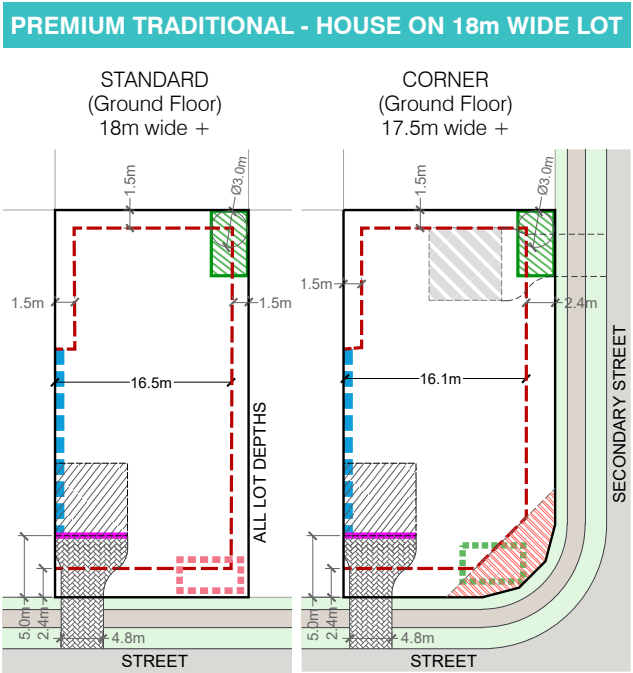 PREMIUM TRADITIONAL - HOUSE ON 18m WIDE LOT
STANDARD
(Ground Floor)
18m wide +
1.5m
Ø3.0m
1.5m
1.5m
16.5m
ALL LOT DEPTHS
5.0m
2.4m
4.8m
STREET
CORNER
(Ground Floor)
17.5m wide +
1.5m
Ø3.0m
1.5m
2.4m
16.1m
SECONDARY STREET
5.0m
2.4m
4.8m
STREET